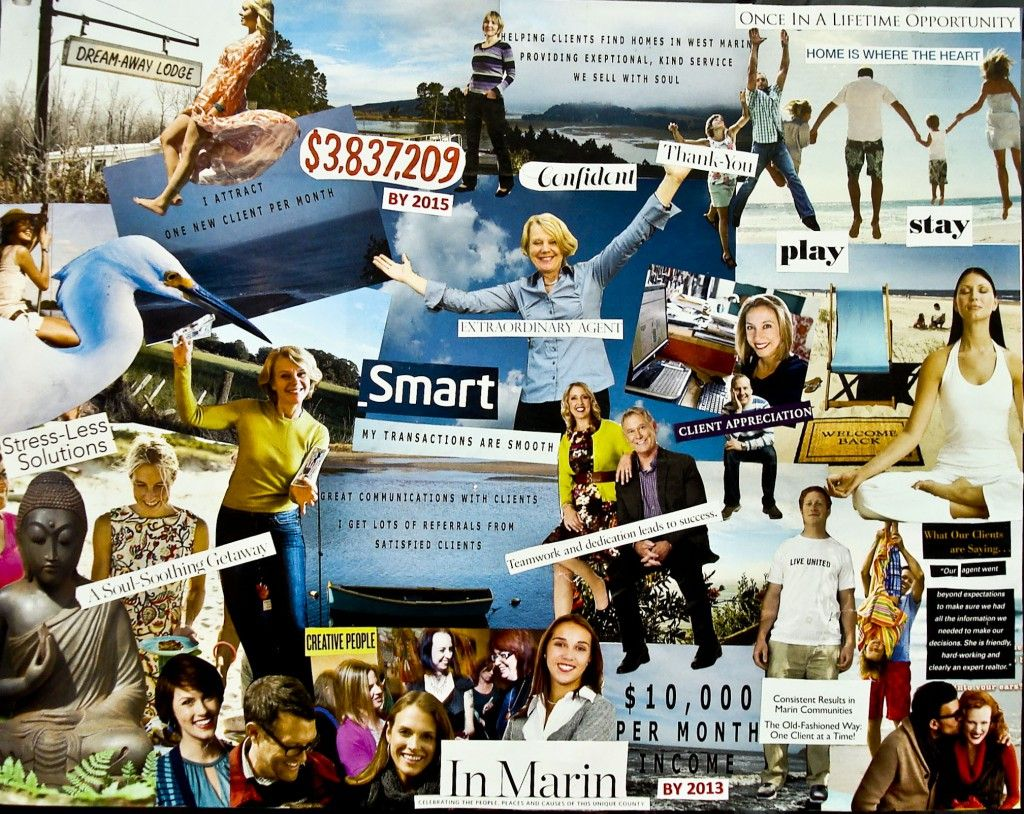 ONCE IN A LIFETIME OPPORTUNITY
DREAM-AWAY LODGE
HELPING CLIENTS FIND HOMES IN WEST MARIN
PROVIDING EXEPTIONAL, KIND SERVICE
WE SELL WITH SOUL
HOME IS WHERE THE HEART
$3,837,209
BY 2015
Confident
Thank-You
I ATTRACT
ONE NEW CLIENT PER MONTH
play
stay
EXTRAORDINARY AGENT
Smart
MY TRANSACTIONS ARE SMOOTH
CLIENT APPRECIATION
WELCOME
BACK
Stress-Less
Solutions
GREAT COMMUNICATIONS WITH CLIENTS
I GET LOTS OF REFERRALS FROM
SATISFIED CLIENTS
Teamwork and dedication leads to success.
A Soul-Soothing Getaway
LIVE UNITED
What Our Clients
are Saying. . .
"Our agent went
beyond expectations
to make sure we had
all the information we
needed to make our
decisions. She is friendly,
hard-working and
clearly an expert realtor."
into your ears!
CREATIVE PEOPLE
$10,000
PER MONTH
INCOME
BY 2013
Consistent Results in
Marin Communities
The Old-Fashioned Way:
One Client at a Time!
In Marin
CELEBRATING THE PEOPLE, PLACES AND CAUSES OF THIS UNIQUE COUNTY